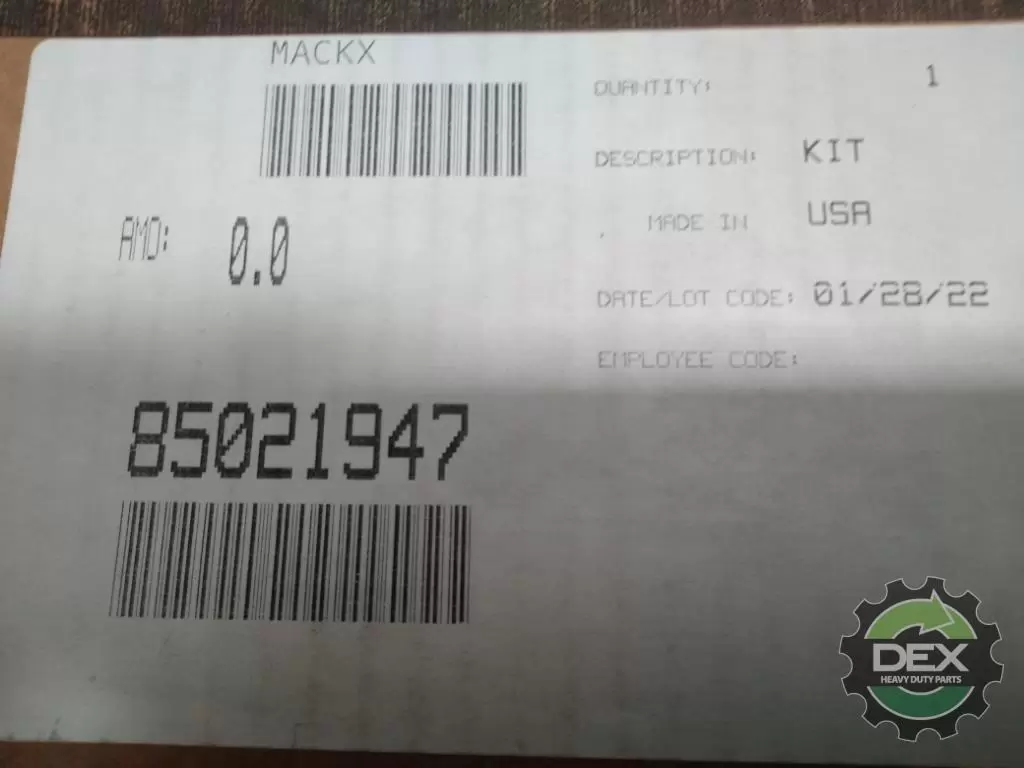 MACKX
QUANTITY: 1
DESCRIPTION: KIT
MADE IN USA
AMO: 0.0
DATE/LOT CODE: 01/28/22
EMPLOYEE CODE:
85021947
DEX
HEAVY DUTY PARTS